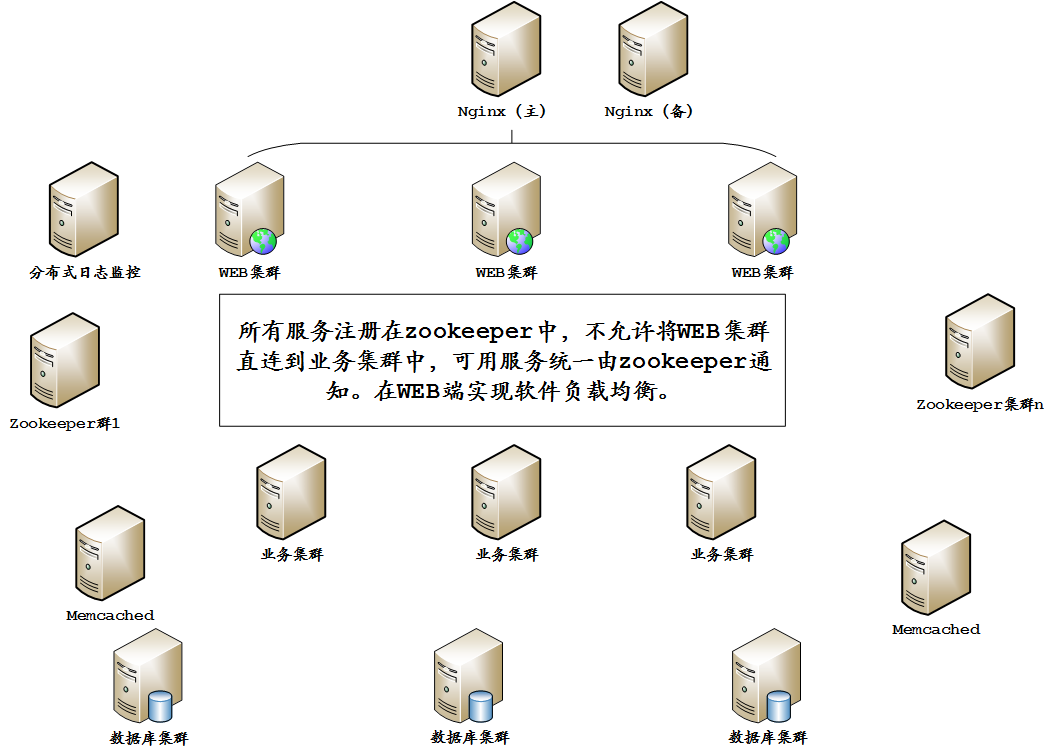 Nginx (主)
Nginx (备)
分布式日志监控
WEB集群
WEB集群
WEB集群
所有服务注册在zookeeper中，不允许将WEB集群
直连到业务集群中，可用服务统一由zookeeper通
知。在WEB端实现软件负载均衡。
Zookeeper群1
Zookeeper集群n
业务集群
业务集群
业务集群
Memcached
Memcached
数据库集群
数据库集群
数据库集群